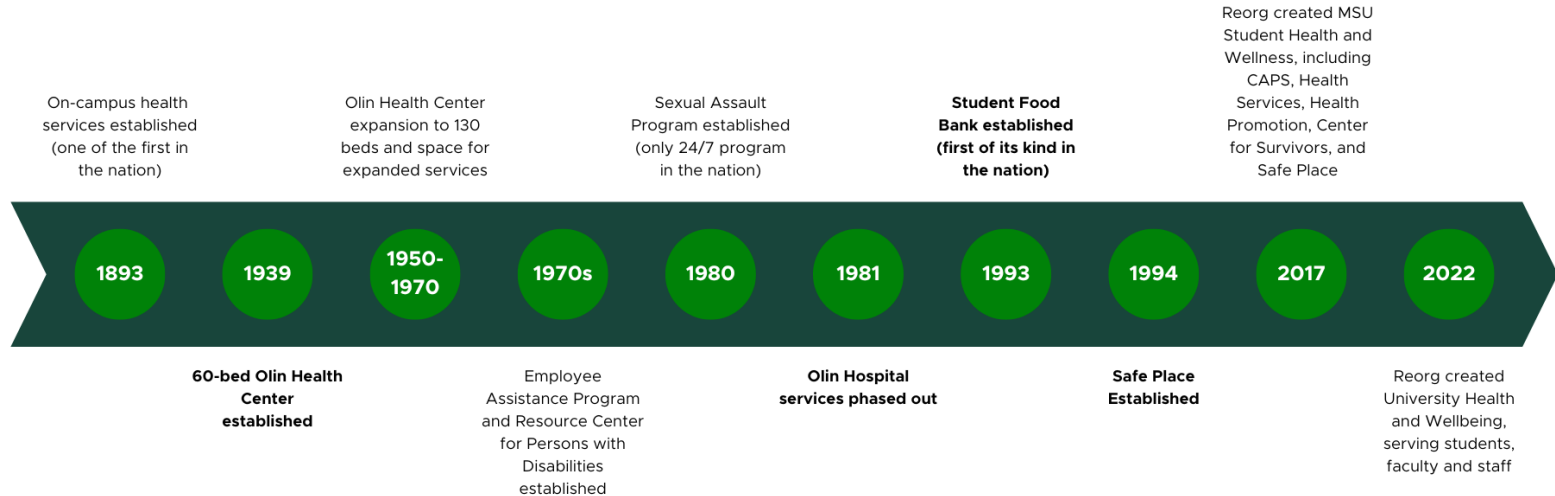 On-campus health
services established
(one of the first in
the nation)
Olin Health Center
expansion to 130
beds and space for
expanded services
Sexual Assault
Program established
(only 24/7 program
in the nation)
Student Food
Bank established
(first of its kind in
the nation)
Reorg created MSU
Student Health and
Wellness, including
CAPS, Health
Services, Health
Promotion, Center
for Survivors, and
Safe Place
1893
1939
1950-
1970
1970s
1980
1981
1993
1994
2017
2022
60-bed Olin Health
Center
established
Employee
Assistance Program
and Resource Center
for Persons with
Disabilities
established
Olin Hospital
services phased out
Safe Place
Established
Reorg created
University Health
and Wellbeing,
serving students,
faculty and staff